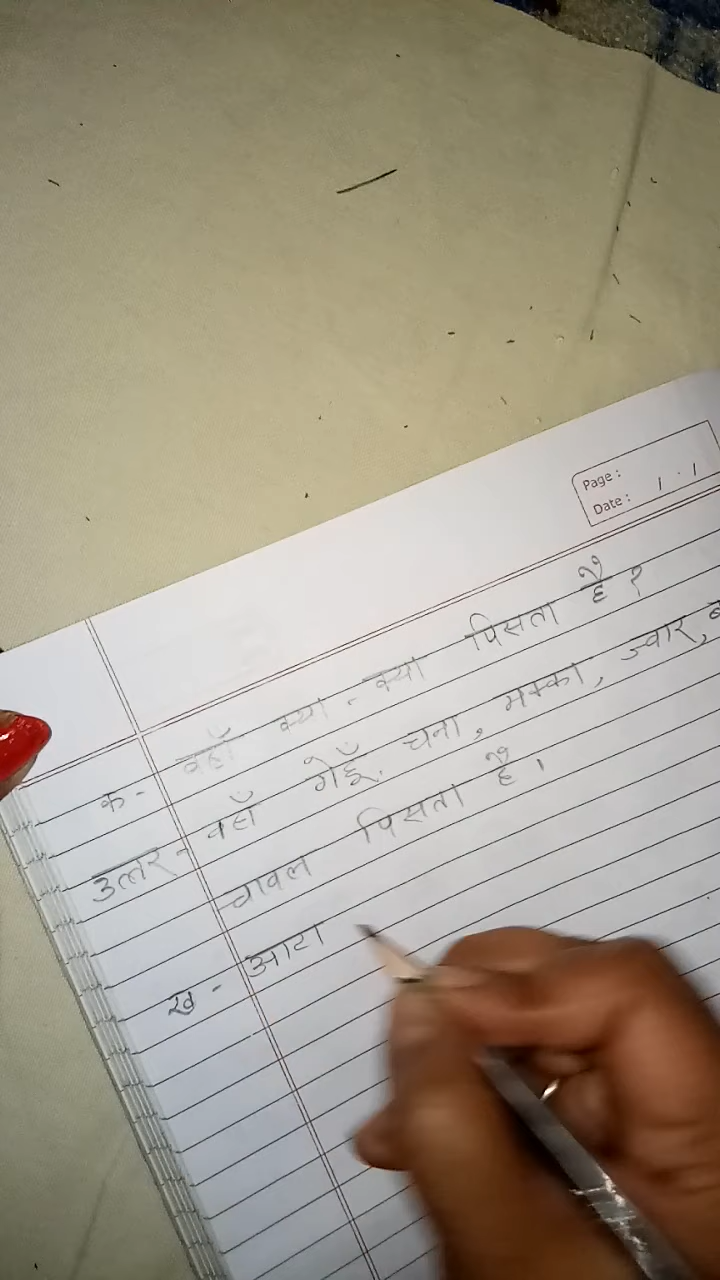 Page :
Date : / . /
क- वहाँ क्या - क्या पिसता है ?
उत्तर - वहाँ गेहूँ, चना, मक्का, ज्वार,
चावल पिसता है।
ख - आटा